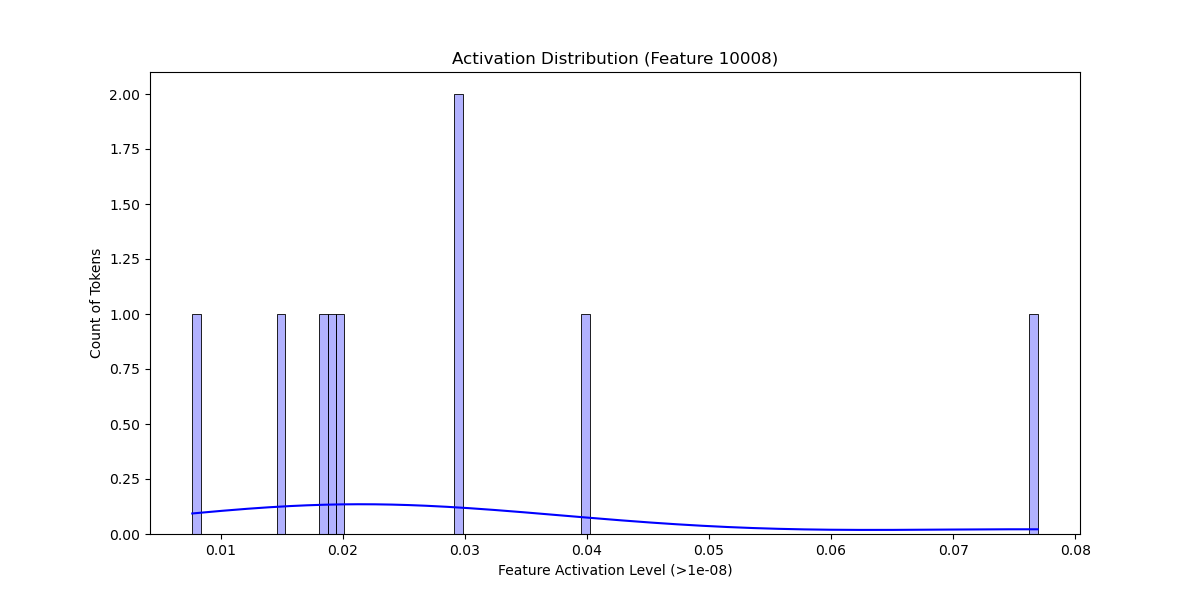 Activation Distribution (Feature 10008)
Count of Tokens
2.00
1.75
1.50
1.25
1.00
0.75
0.50
0.25
0.00
0.01 0.02 0.03 0.04 0.05 0.06 0.07 0.08
Feature Activation Level (>1e-08)